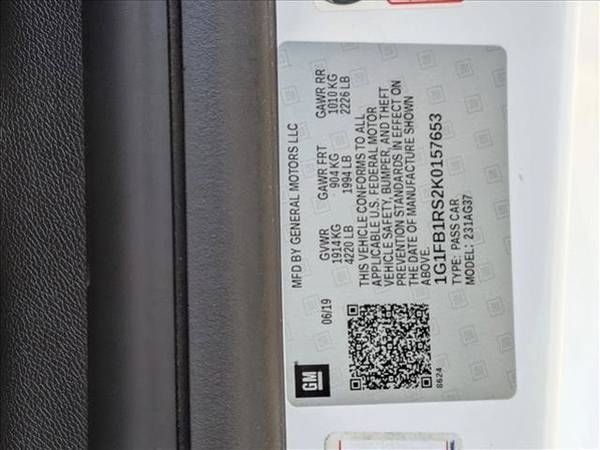 GM
MFD BY GENERAL MOTORS LLC
06/19
GVWR GAWR FRT GAWR RR
1914 KG 904 KG 1010 KG
4220 LB 1994 LB 2226 LB
THIS VEHICLE CONFORMS TO ALL
APPLICABLE U.S. FEDERAL MOTOR
VEHICLE SAFETY, BUMPER, AND THEFT
PREVENTION STANDARDS IN EFFECT ON
THE DATE OF MANUFACTURE SHOWN
ABOVE.
1G1FB1RS2K0157653
TYPE: PASS CAR
MODEL: 231AG37
8624